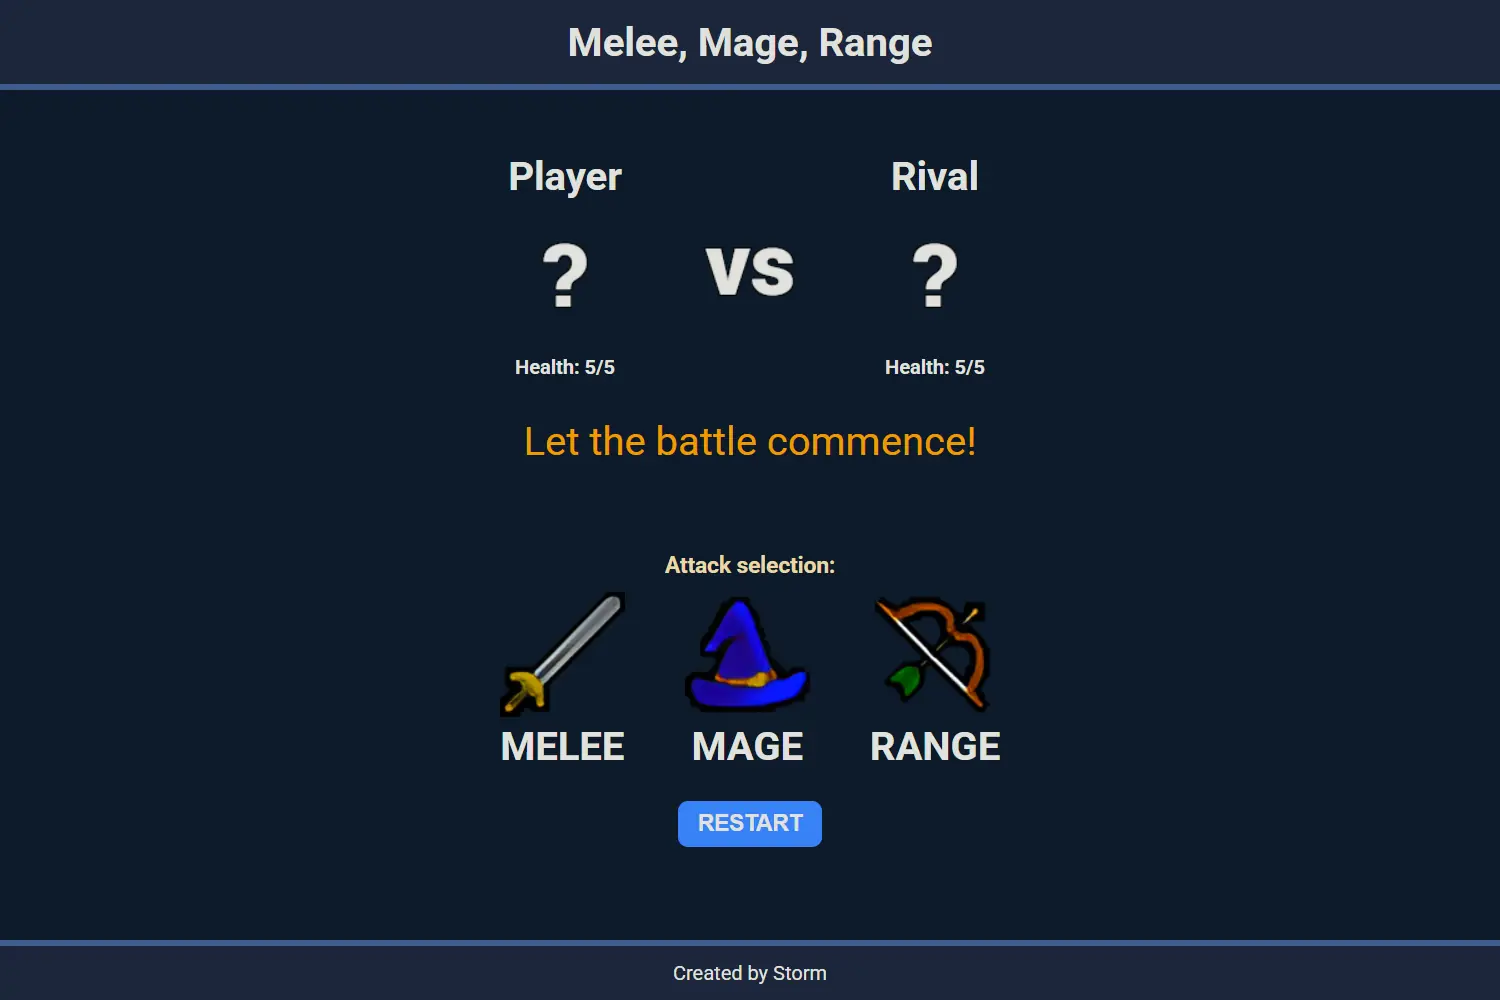 Melee, Mage, Range
Player
Rival
?
VS
?
Health: 5/5
Health: 5/5
Let the battle commence!
Attack selection:
MELEE
MAGE
RANGE
RESTART
Created by Storm